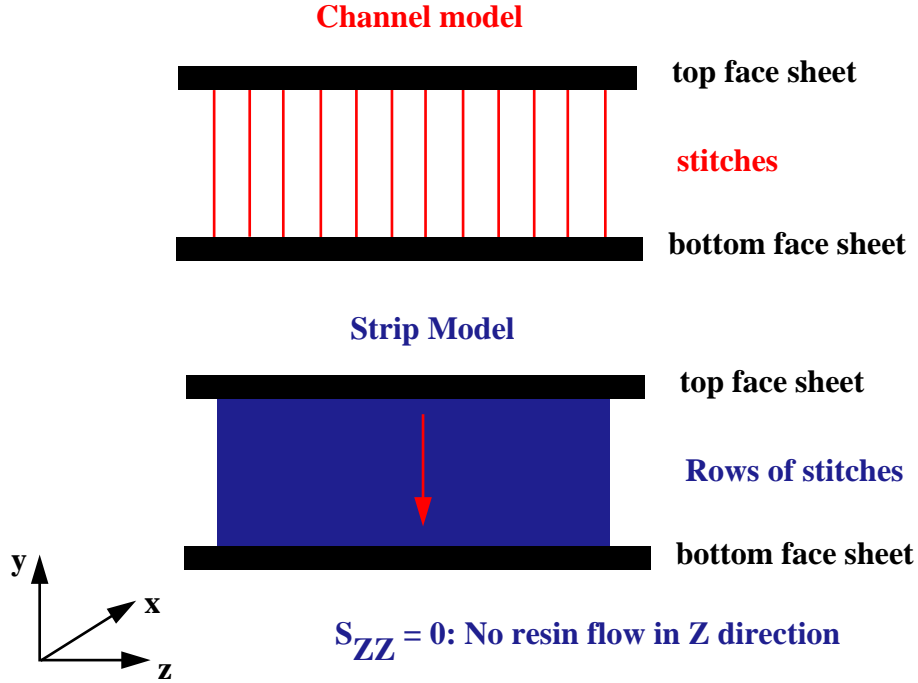 Channel model
top face sheet
stitches
bottom face sheet
Strip Model
top face sheet
Rows of stitches
bottom face sheet
y
x
z
S_ZZ = 0: No resin flow in Z direction